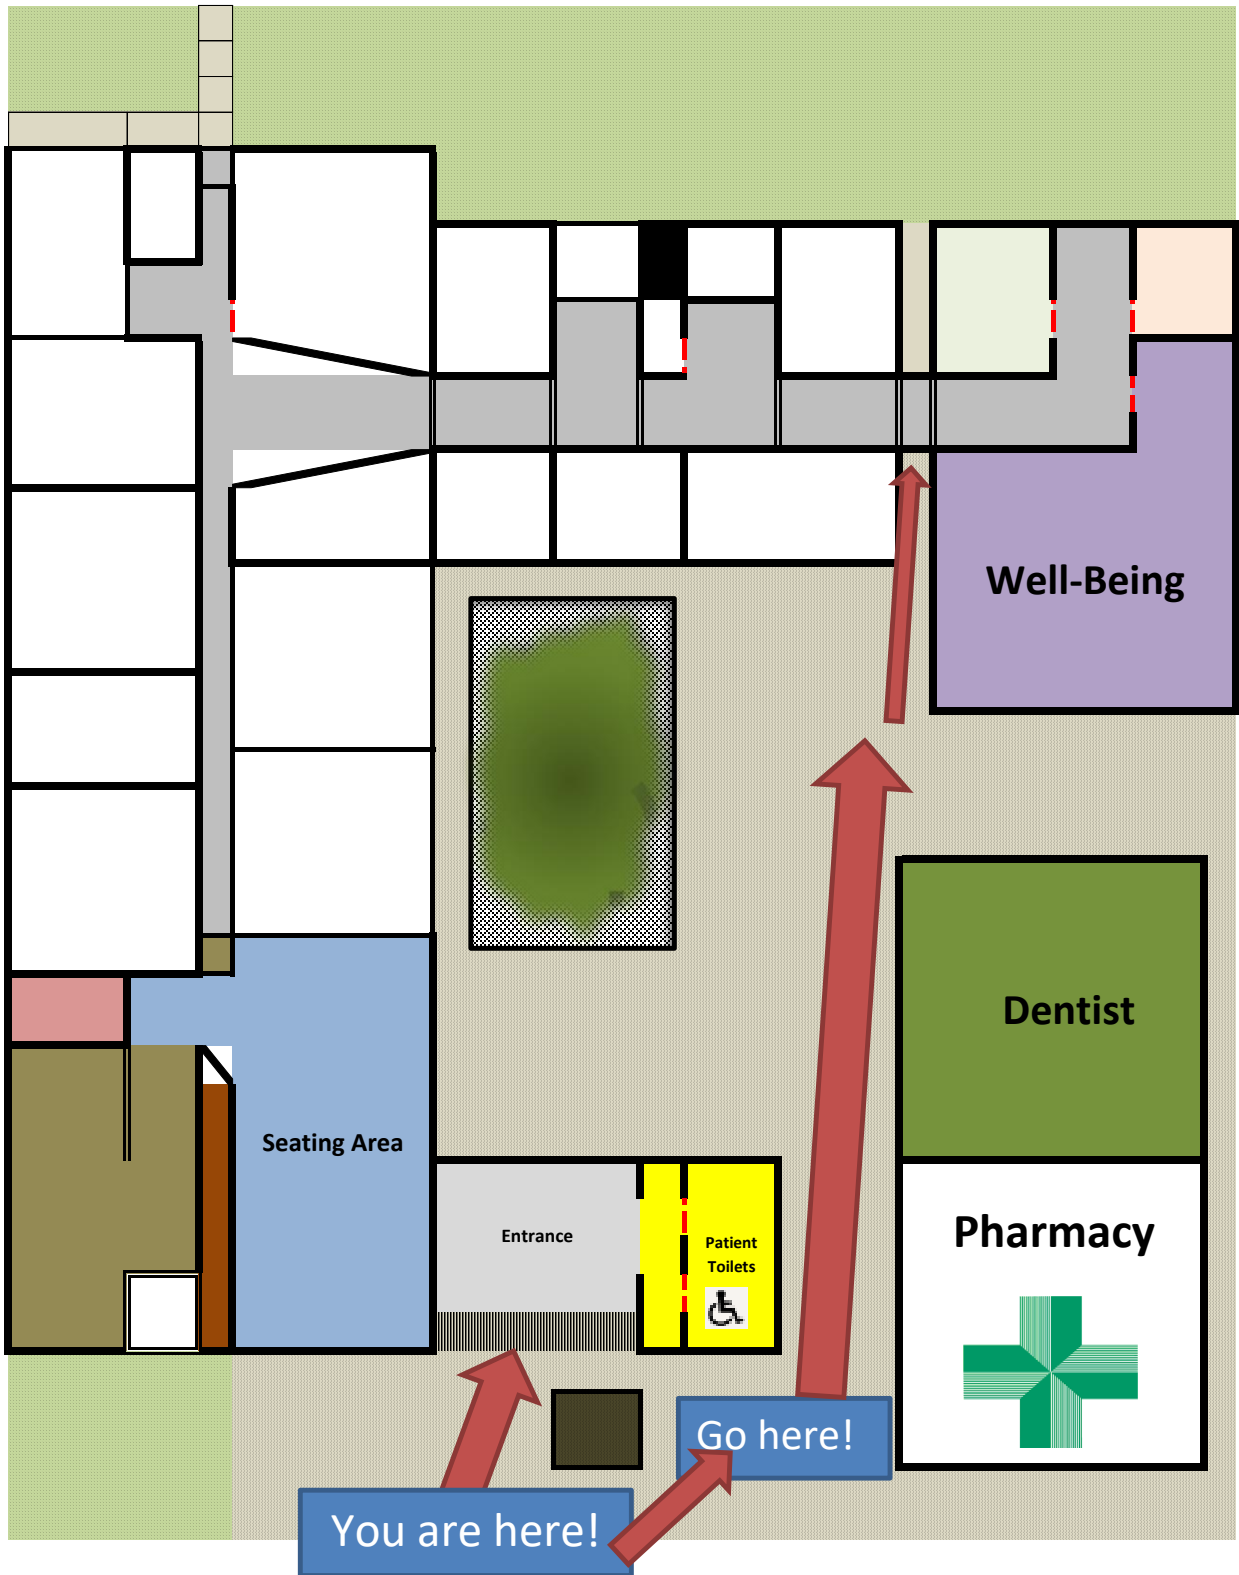 Well-Being
Dentist
Seating Area
Entrance
Patient
Toilets
Pharmacy
Go here!
You are here!